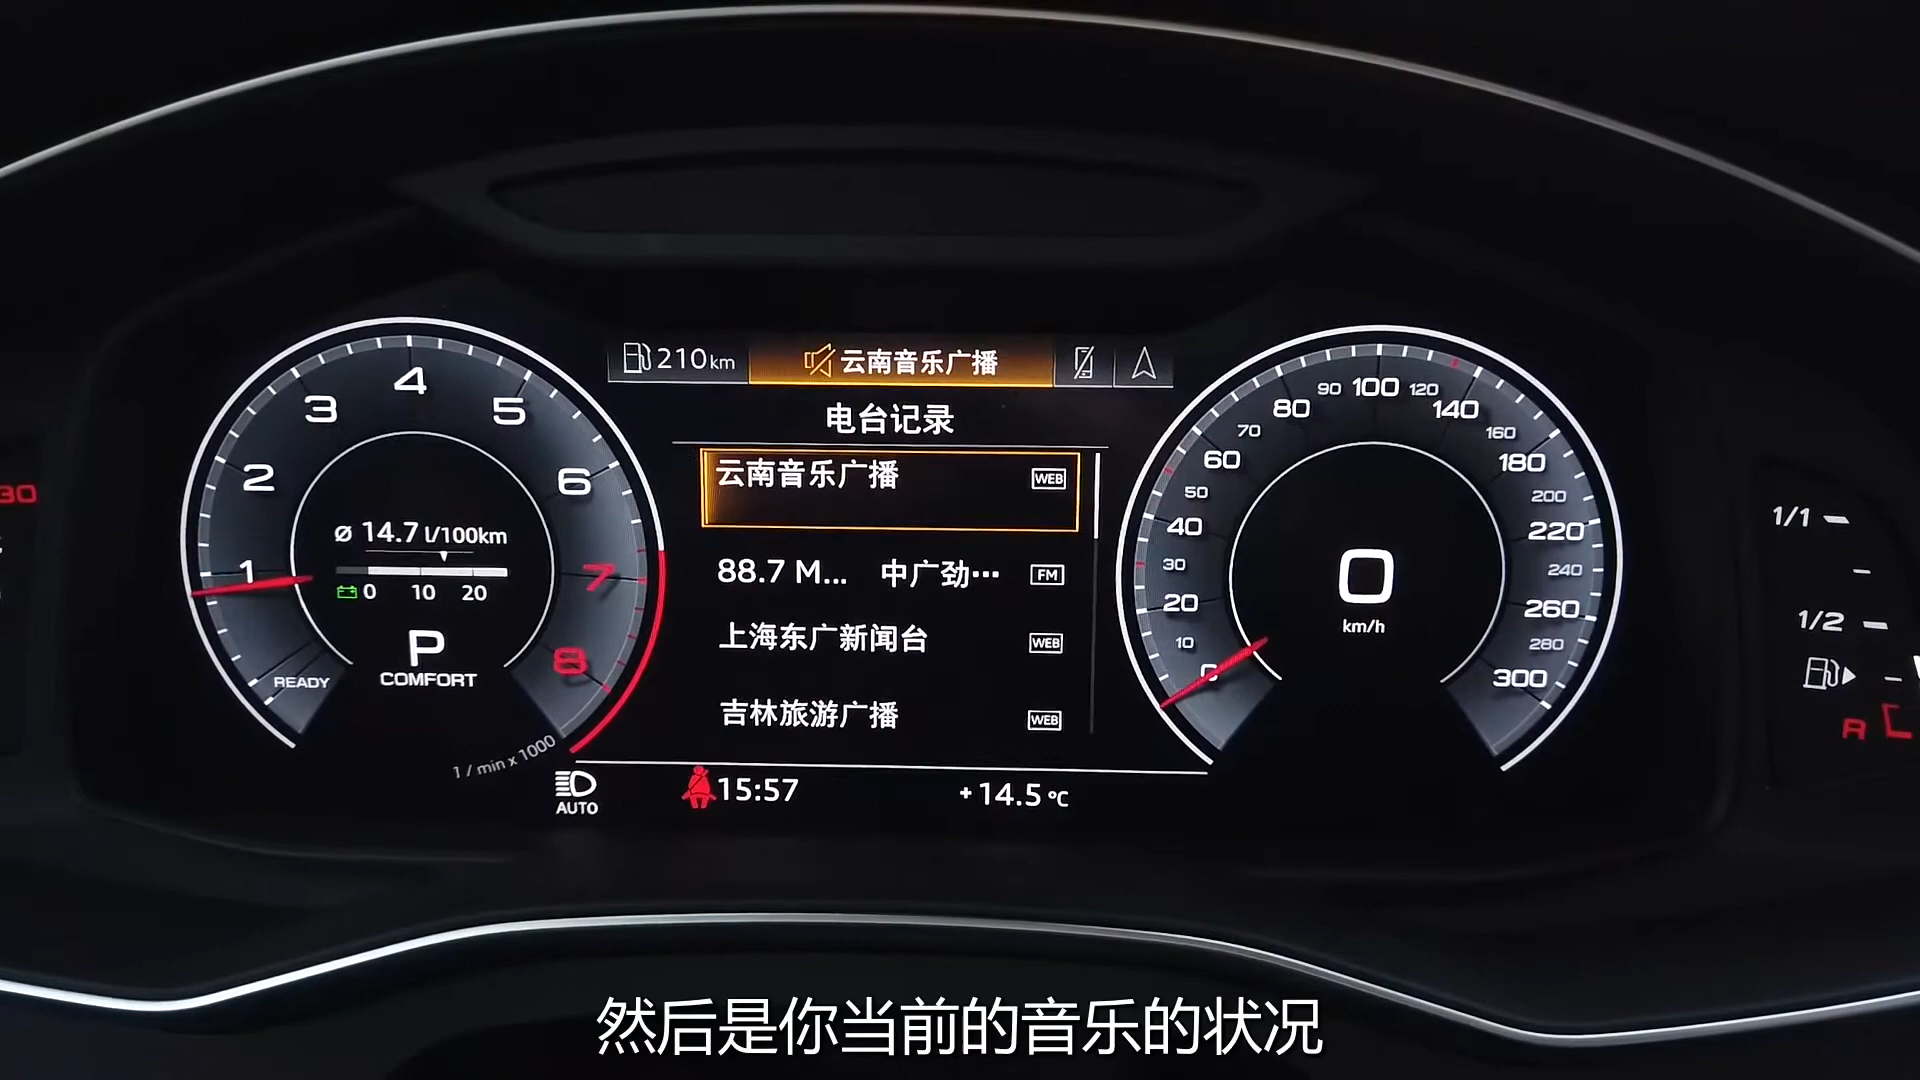 210 km
云南音乐广播
电台记录
云南音乐广播 WEB
88.7 M... 中广劲… FM
上海东广新闻台 WEB
吉林旅游广播 WEB
1 2 3 4 5 6 7 8
ø 14.7 l/100km
0 10 20
P
COMFORT
READY
1 / min x 1000
0 10 20 30 40 50 60 70 80 90 100 120 140 160 180 200 220 240 260 280 300
0
km/h
AUTO
15:57
+14.5 °C
30
1/1
1/2
R
然后是你当前的音乐的状况